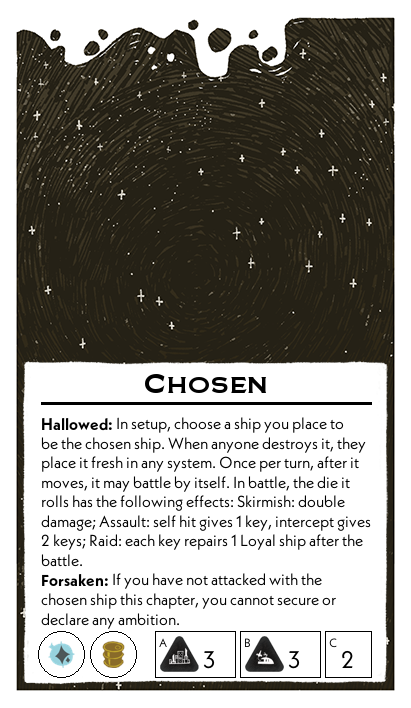 CHOSEN
Hallowed: In setup, choose a ship you place to
be the chosen ship. When anyone destroys it, they
place it fresh in any system. Once per turn, after it
moves, it may battle by itself. In battle, the die it
rolls has the following effects: Skirmish: double
damage; Assault: self hit gives 1 key, intercept gives
2 keys; Raid: each key repairs 1 Loyal ship after the
battle.
Forsaken: If you have not attacked with the
chosen ship this chapter, you cannot secure or
declare any ambition.
A 3 B 3 C 2